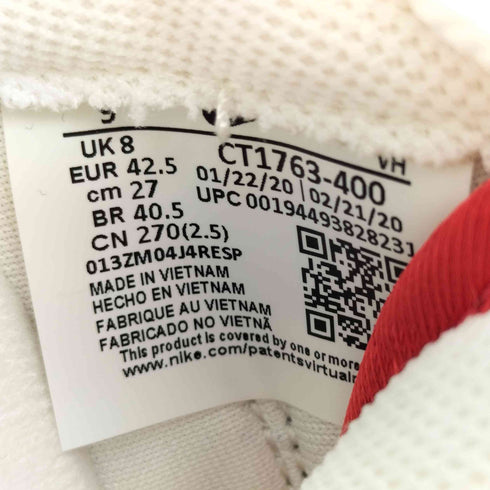 9
VH
UK 8
EUR 42.5
cm 27
BR 40.5
CN 270(2.5)
013ZM04J4RESP
CT1763-400
01/22/20 | 02/21/20
UPC 00194493828231
MADE IN VIETNAM
HECHO EN VIETNAM
FABRIQUE AU VIETNAM
FABRICADO NO VIETNÃ
This product is covered by one or more
www.nike.com/patentsvirtual